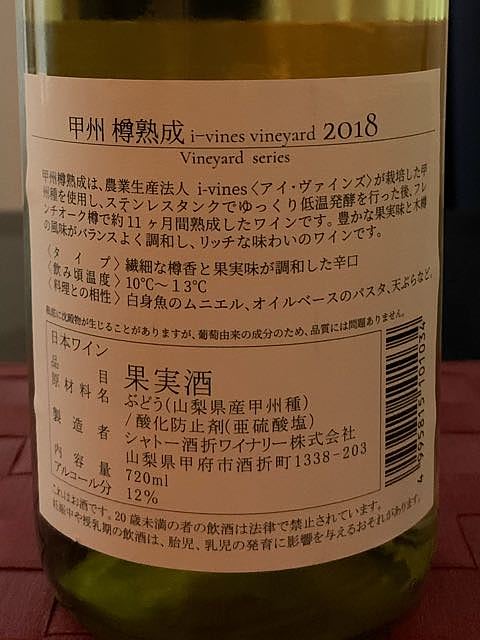 甲州 樽熟成 i-vines vineyard 2018
Vineyard series
甲州樽熟成は、農業生産法人 i-vines〈アイ・ヴァインズ〉が栽培した甲
州種を使用し、ステンレスタンクでゆっくり低温発酵を行った後、フレ
ンチオーク樽で約11ヶ月間熟成したワインです。豊かな果実味と木樽
の風味がバランスよく調和し、リッチな味わいのワインです。
〈タイプ〉繊細な樽香と果実味が調和した辛口
〈飲み頃温度〉10℃〜13℃
〈料理との相性〉白身魚のムニエル、オイルベースのパスタ、天ぷらなど。
瓶底に沈殿物が生じることがありますが、葡萄由来の成分のため、品質には問題ありません。
日本ワイン
品目 果実酒
原材料名 ぶどう(山梨県産甲州種)
/酸化防止剤(亜硫酸塩)
製造者 シャトー酒折ワイナリー株式会社
山梨県甲府市酒折町1338-203
内容量 720ml
アルコール分 12%
これはお酒です。20歳未満の者の飲酒は法律で禁止されています。
妊娠中や授乳期の飲酒は、胎児、乳児の発育に影響を与えるおそれがあります。
4 995815 101034